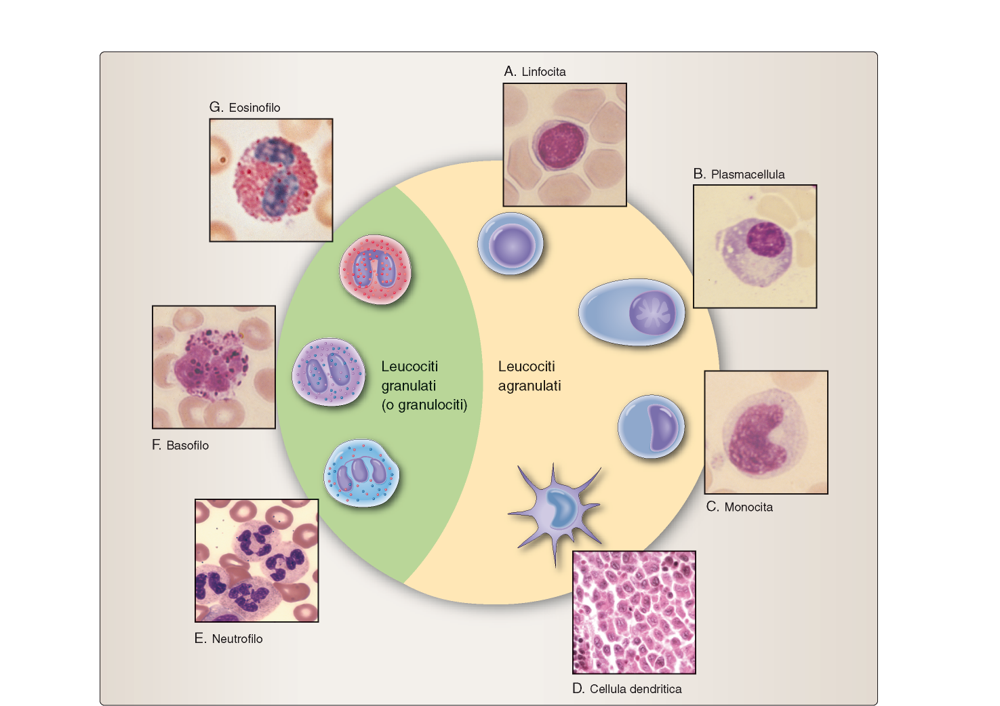 A. Linfocita
G. Eosinofilo
B. Plasmacellula
Leucociti
granulati
(o granulociti)
Leucociti
agranulati
F. Basofilo
C. Monocita
E. Neutrofilo
D. Cellula dendritica